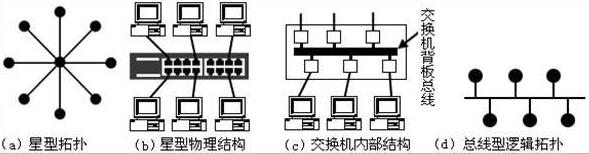 交换机背板总线
(a) 星型拓扑
(b) 星型物理结构
(c) 交换机内部结构
(d) 总线型逻辑拓扑